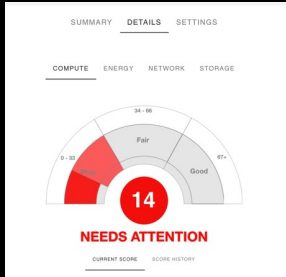 SUMMARY DETAILS SETTINGS
COMPUTE ENERGY NETWORK STORAGE
34 - 66
Fair
0 - 33
67+
Good
14
NEEDS ATTENTION
CURRENT SCORE SCORE HISTORY